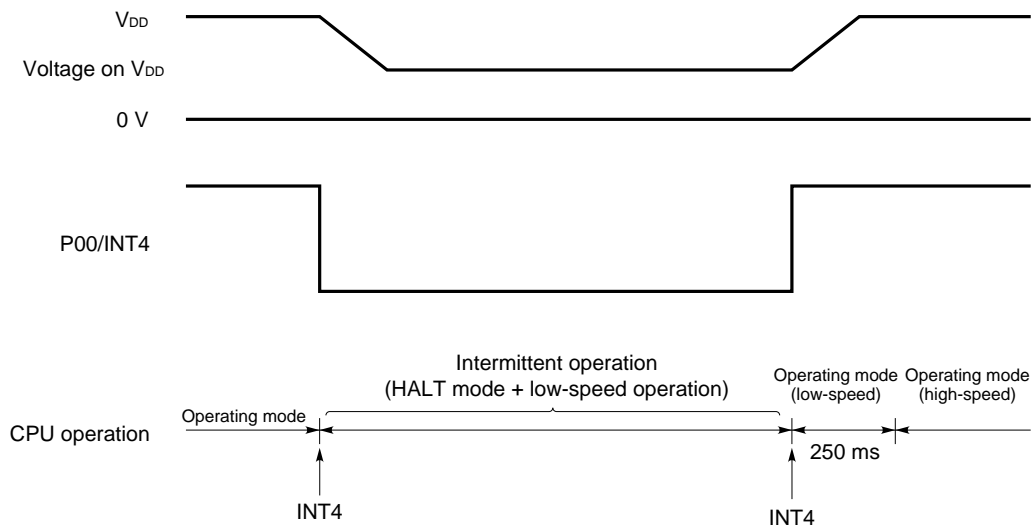 VDD
Voltage on VDD
0 V
P00/INT4
Intermittent operation
(HALT mode + low-speed operation)
Operating mode
(low-speed)
Operating mode
(high-speed)
Operating mode
CPU operation
250 ms
INT4
INT4